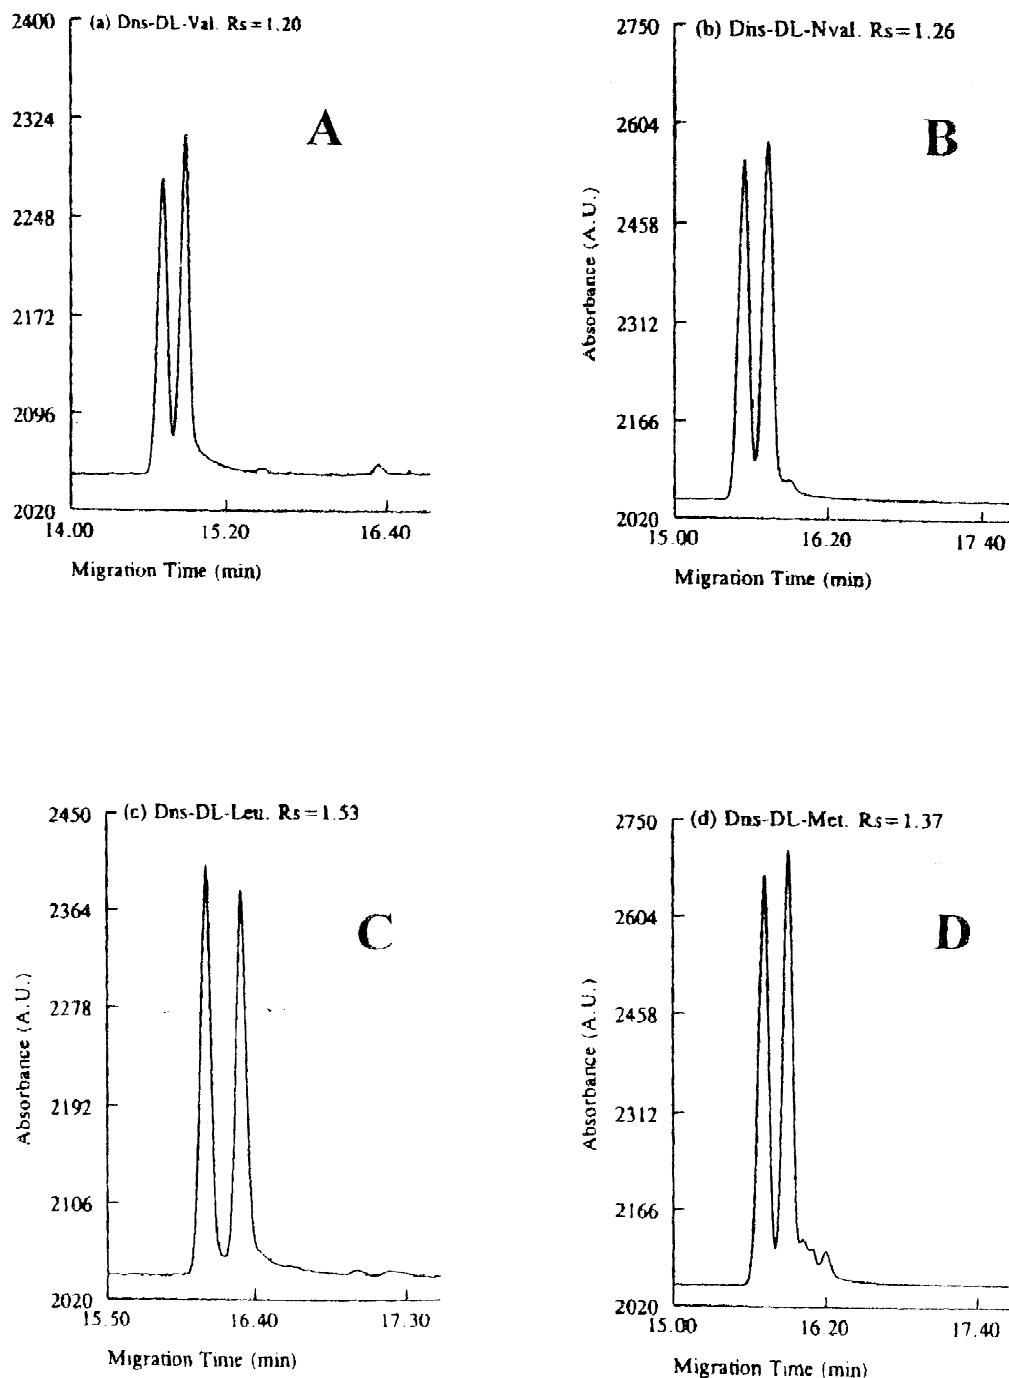 (a) Dns-DL-Val. Rs=1.20
A
2400
2324
2248
2172
2096
2020
14.00
15.20
16.40
Migration Time (min)
(b) Dns-DL-Nval. Rs=1.26
B
Absorbance (A.U.)
2750
2604
2458
2312
2166
2020
15.00
16.20
17.40
Migration Time (min)
(c) Dns-DL-Leu. Rs=1.53
C
Absorbance (A.U.)
2450
2364
2278
2192
2106
2020
15.50
16.40
17.30
Migration Time (min)
(d) Dns-DL-Met. Rs=1.37
D
Absorbance (A.U.)
2750
2604
2458
2312
2166
2020
15.00
16.20
17.40
Migration Time (min)